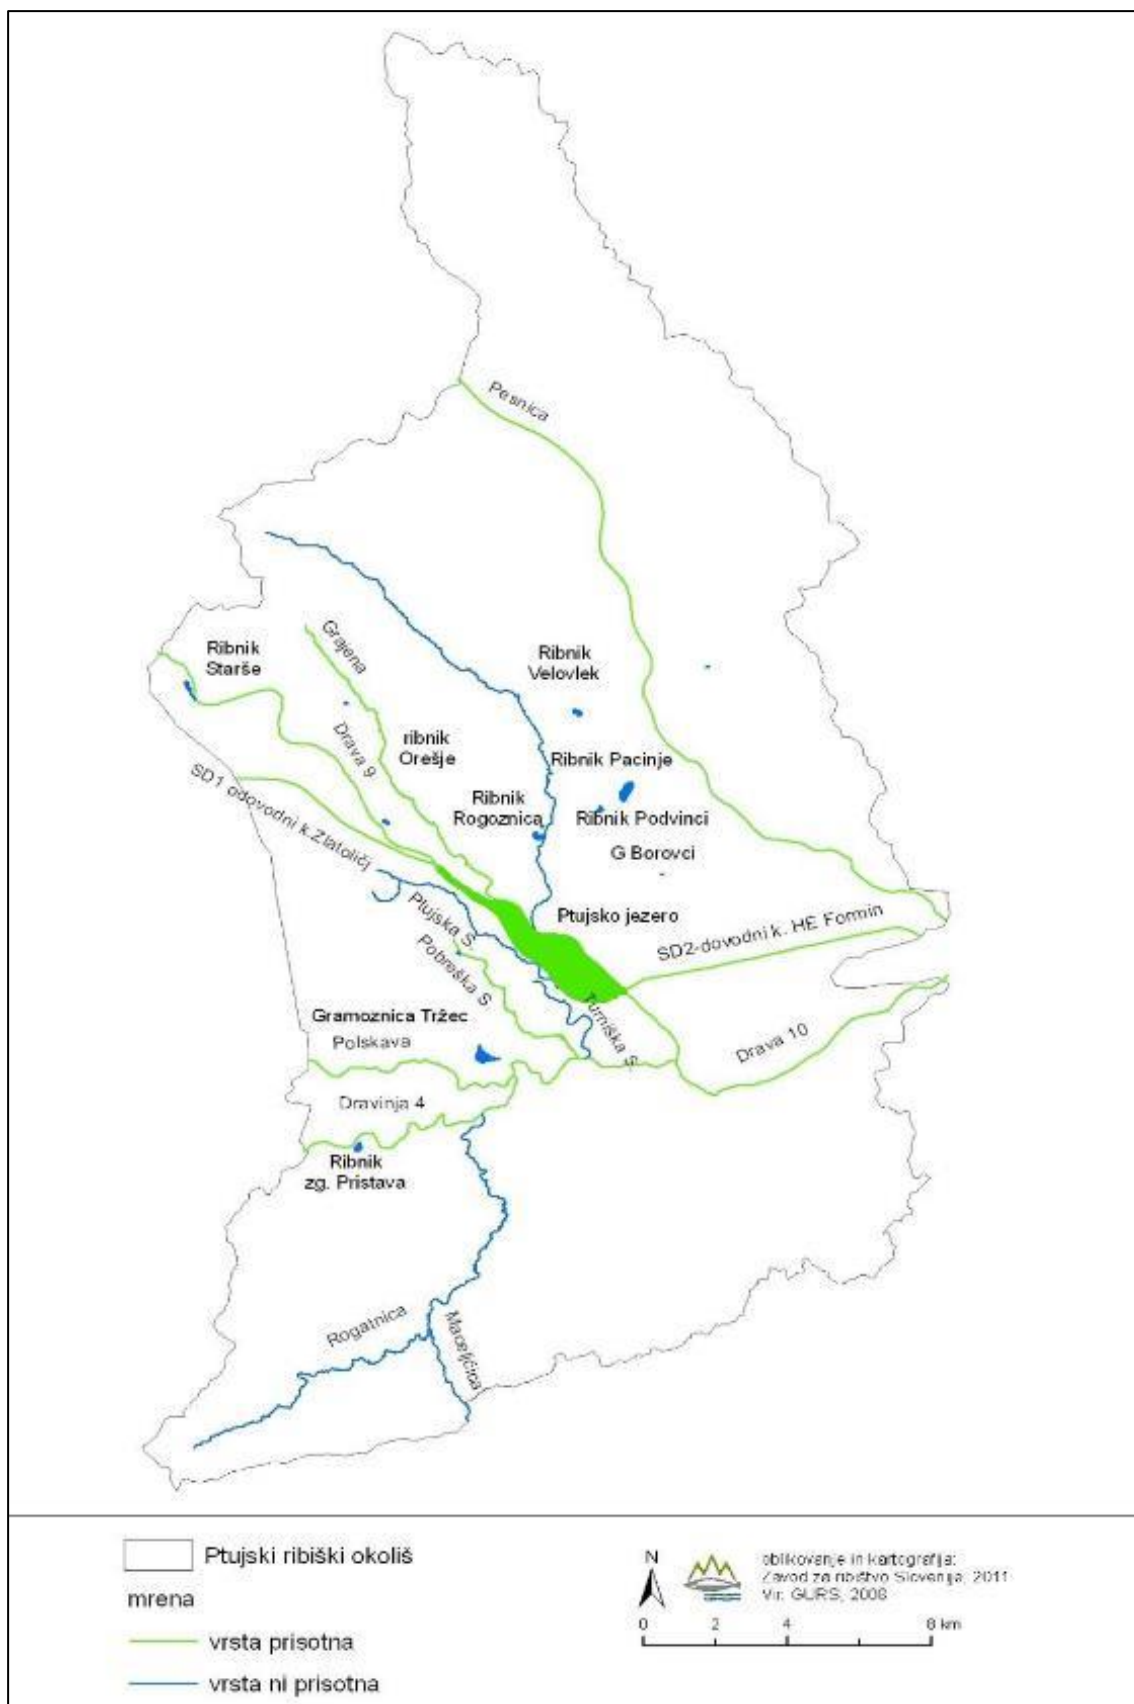 Pesnica
Grajena
Ribnik
Starše
Drava 9
Ribnik
Velovlek
ribnik
Orešje
SD1 odovodni k.Zlatoličj
Ribnik Pacinje
Ribnik
Rogoznica
Ribnik Podvinci
G Borovci
Ptujska S.
Pobreška S
Ptujsko jezero
SD2-dovodni k. HE Formin
Turniška S.
Gramoznica Tržec
Polskava
Drava 10
Dravinja 4
Ribnik
zg. Pristava
Rogatnica
Maceljčica
Ptujski ribiški okoliš
mrena
vrsta prisotna
vrsta ni prisotna
N
oblikovanje in kartografija:
Zavod za ribištvo Slovenije, 2011
Vir: GURS, 2008
0 2 4 8 km